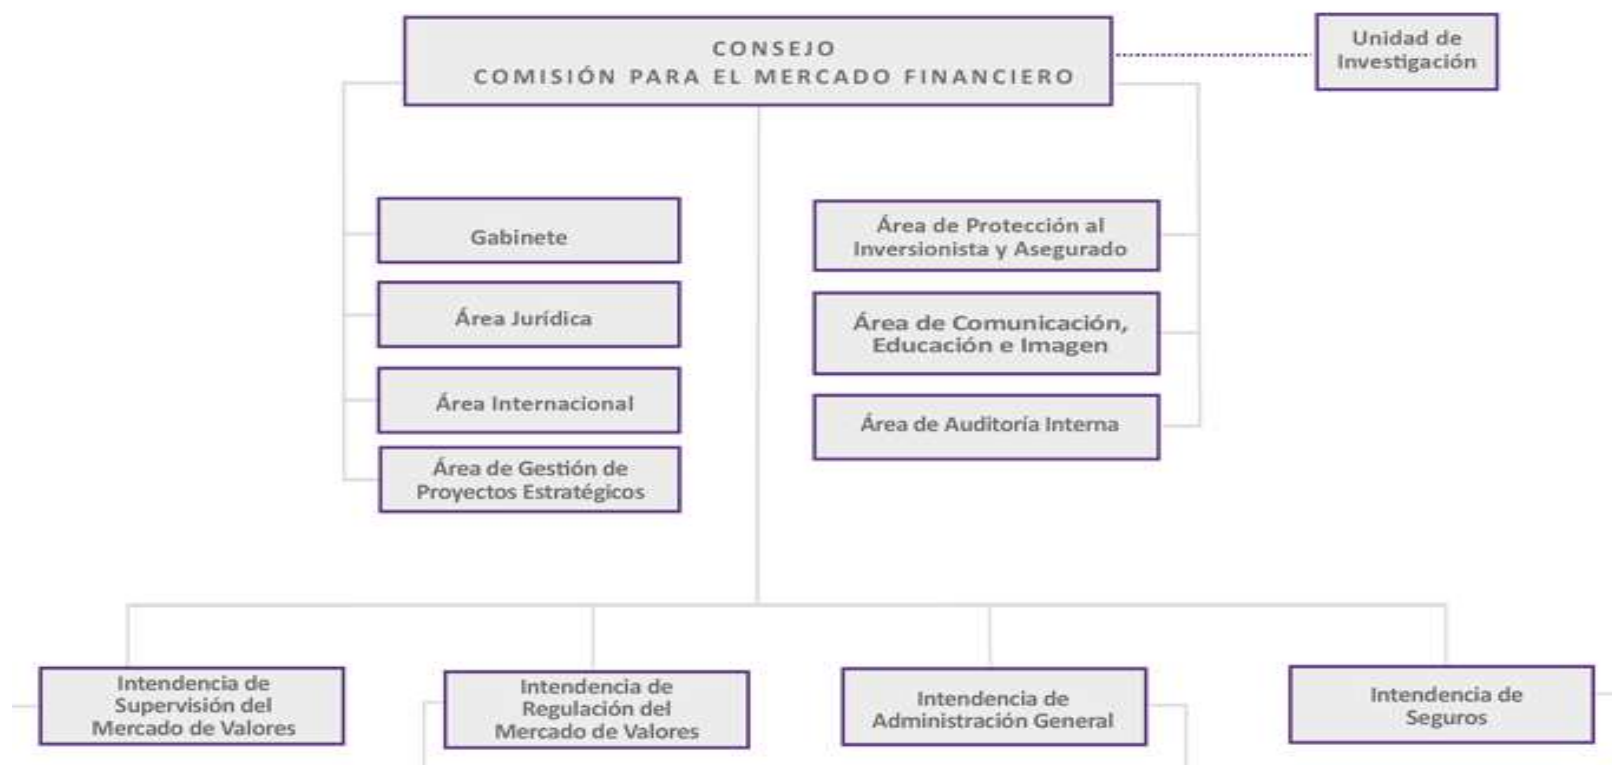 CONSEJO
COMISIÓN PARA EL MERCADO FINANCIERO
Unidad de
Investigación
Gabinete
Área Jurídica
Área Internacional
Área de Gestión de
Proyectos Estratégicos
Área de Protección al
Inversionista y Asegurado
Área de Comunicación,
Educación e Imagen
Área de Auditoría Interna
Intendencia de
Supervisión del
Mercado de Valores
Intendencia de
Regulación del
Mercado de Valores
Intendencia de
Administración General
Intendencia de
Seguros